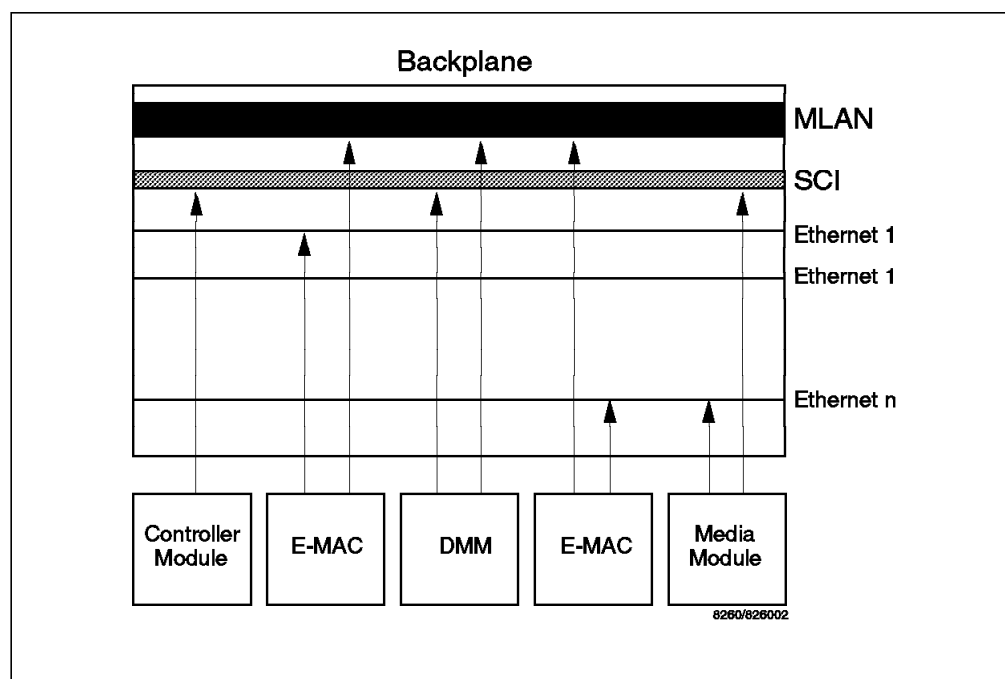 Backplane
MLAN
SCI
Ethernet 1
Ethernet 1
Ethernet n
Controller
Module
E-MAC
DMM
E-MAC
Media
Module
8260/826002